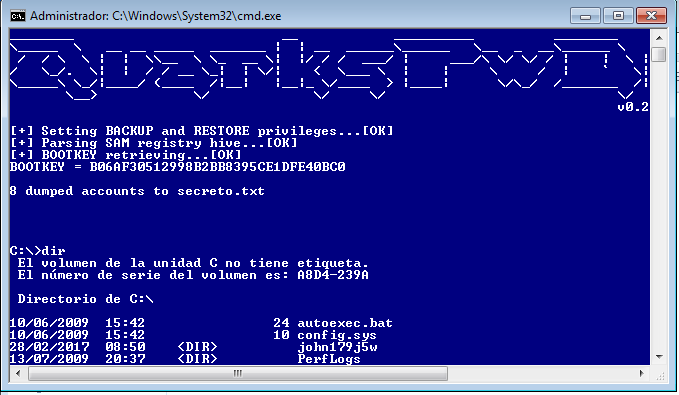 Administrador: C:\Windows\System32\cmd.exe
QuarksPwD
v0.2
[+] Setting BACKUP and RESTORE privileges...[OK]
[+] Parsing SAM registry hive...[OK]
[+] BOOTKEY retrieving...[OK]
BOOTKEY = B06AF30512998B2BB8395CE1DFE40BC0
8 dumped accounts to secreto.txt
C:\>dir
El volumen de la unidad C no tiene etiqueta.
El número de serie del volumen es: A8D4-239A
Directorio de C:\
10/06/2009 15:42 24 autoexec.bat
10/06/2009 15:42 10 config.sys
28/02/2017 08:50 <DIR> john179j5w
13/07/2009 20:37 <DIR> PerfLogs